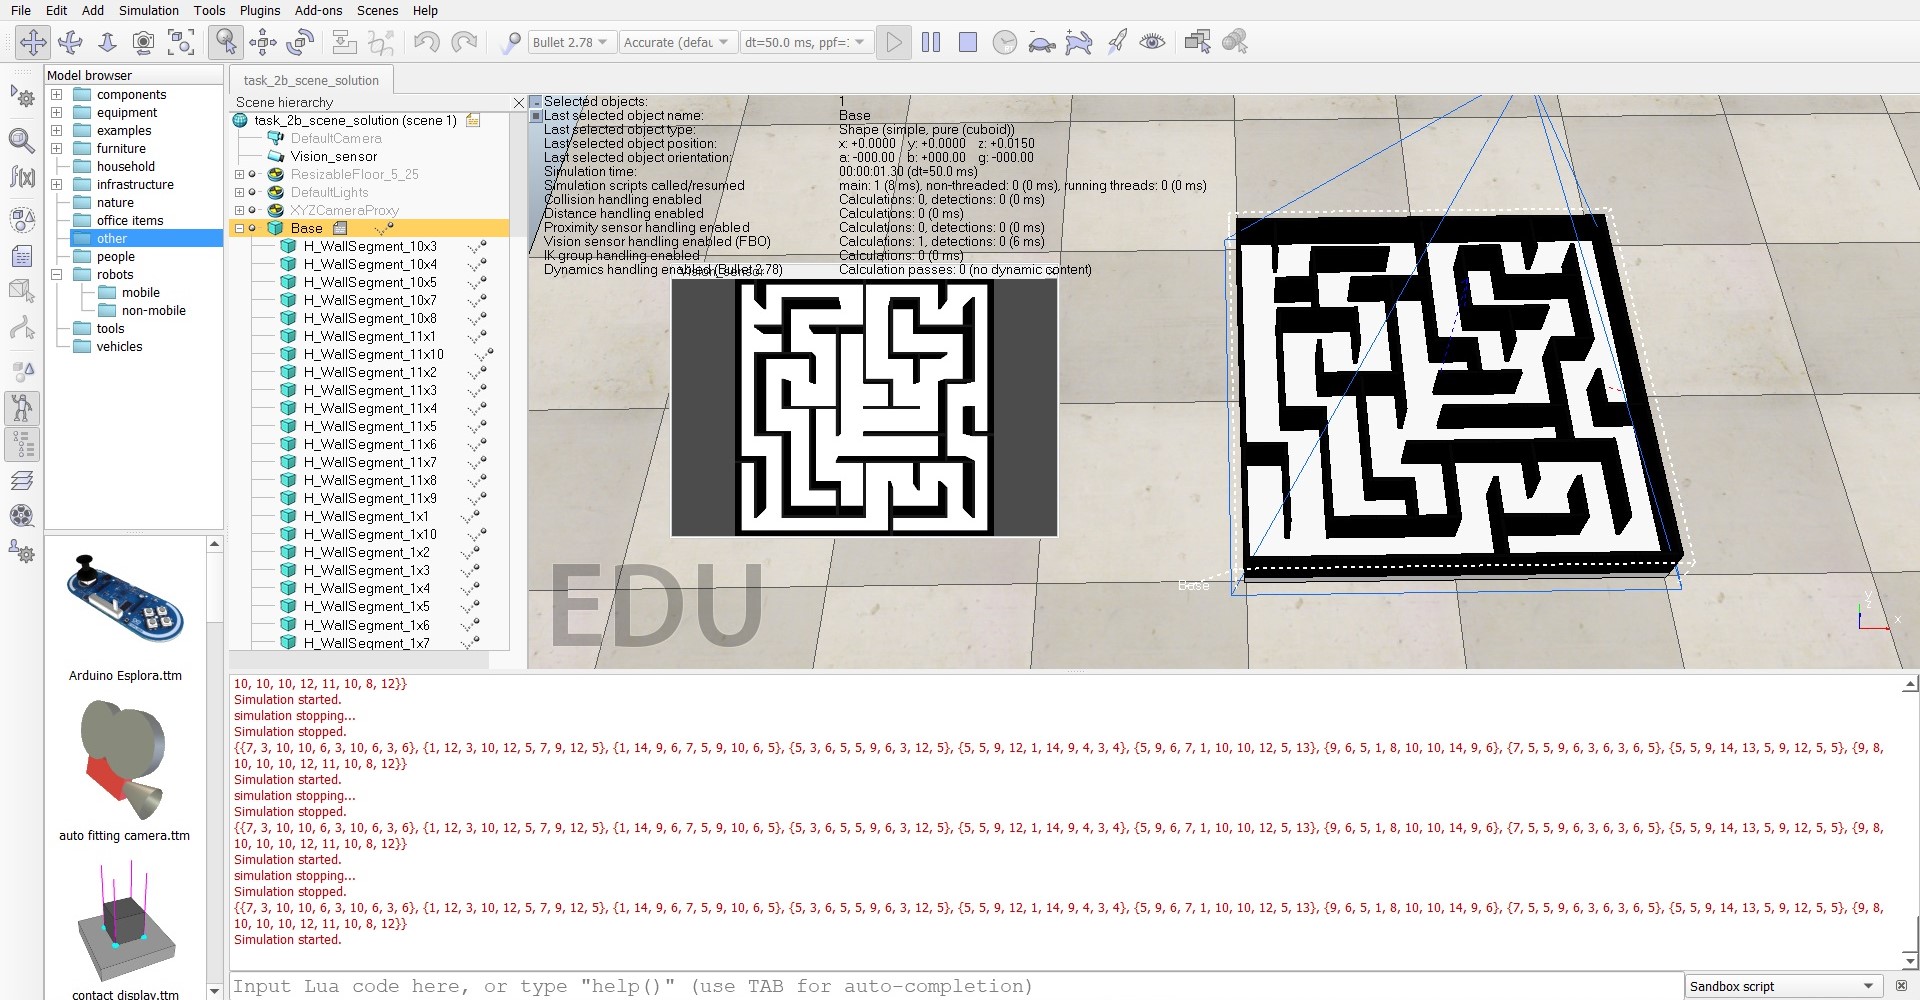 File Edit Add Simulation Tools Plugins Add-ons Scenes Help
Bullet 2.78 Accurate (defau dt=50.0 ms, ppf=:
Model browser
components
equipment
examples
furniture
household
infrastructure
nature
office items
other
people
robots
mobile
non-mobile
tools
vehicles
Arduino Esplora.ttm
auto fitting camera.ttm
contact display.ttm
task_2b_scene_solution
Scene hierarchy
task_2b_scene_solution (scene 1)
DefaultCamera
Vision_sensor
ResizableFloor_5_25
DefaultLights
XYZCameraProxy
Base
H_WallSegment_10x3
H_WallSegment_10x4
H_WallSegment_10x5
H_WallSegment_10x7
H_WallSegment_10x8
H_WallSegment_11x1
H_WallSegment_11x10
H_WallSegment_11x2
H_WallSegment_11x3
H_WallSegment_11x4
H_WallSegment_11x5
H_WallSegment_11x6
H_WallSegment_11x7
H_WallSegment_11x8
H_WallSegment_11x9
H_WallSegment_1x1
H_WallSegment_1x10
H_WallSegment_1x2
H_WallSegment_1x3
H_WallSegment_1x4
H_WallSegment_1x5
H_WallSegment_1x6
H_WallSegment_1x7
Selected objects: 1
Last selected object name: Base
Last selected object type: Shape (simple, pure (cuboid))
Last selected object position: x: +0.0000 y: +0.0000 z: +0.0150
Last selected object orientation: a: -000.00 b: +000.00 g: -000.00
Simulation time: 00:00:01.30 (dt=50.0 ms)
Simulation scripts called/resumed main: 1 (8 ms), non-threaded: 0 (0 ms), running threads: 0 (0 ms)
Collision handling enabled Calculations: 0, detections: 0 (0 ms)
Distance handling enabled Calculations: 0 (0 ms)
Proximity sensor handling enabled Calculations: 0, detections: 0 (0 ms)
Vision sensor handling enabled (FBO) Calculations: 1, detections: 0 (6 ms)
IK group handling enabled Calculations: 0 (0 ms)
Dynamics handling enabled (Bullet 2.78) Calculation passes: 0 (no dynamic content)
Vision_sensor
EDU
Base
y
z
x
10, 10, 10, 12, 11, 10, 8, 12}}
Simulation started.
simulation stopping...
Simulation stopped.
{{7, 3, 10, 10, 6, 3, 10, 6, 3, 6}, {1, 12, 3, 10, 12, 5, 7, 9, 12, 5}, {1, 14, 9, 6, 7, 5, 9, 10, 6, 5}, {5, 3, 6, 5, 5, 9, 6, 3, 12, 5}, {5, 5, 9, 12, 1, 14, 9, 4, 3, 4}, {5, 9, 6, 7, 1, 10, 10, 12, 5, 13}, {9, 6, 5, 1, 8, 10, 10, 14, 9, 6}, {7, 5, 5, 9, 6, 3, 6, 3, 6, 5}, {5, 5, 9, 14, 13, 5, 9, 12, 5, 5}, {9, 8,
10, 10, 10, 12, 11, 10, 8, 12}}
Simulation started.
simulation stopping...
Simulation stopped.
{{7, 3, 10, 10, 6, 3, 10, 6, 3, 6}, {1, 12, 3, 10, 12, 5, 7, 9, 12, 5}, {1, 14, 9, 6, 7, 5, 9, 10, 6, 5}, {5, 3, 6, 5, 5, 9, 6, 3, 12, 5}, {5, 5, 9, 12, 1, 14, 9, 4, 3, 4}, {5, 9, 6, 7, 1, 10, 10, 12, 5, 13}, {9, 6, 5, 1, 8, 10, 10, 14, 9, 6}, {7, 5, 5, 9, 6, 3, 6, 3, 6, 5}, {5, 5, 9, 14, 13, 5, 9, 12, 5, 5}, {9, 8,
10, 10, 10, 12, 11, 10, 8, 12}}
Simulation started.
simulation stopping...
Simulation stopped.
{{7, 3, 10, 10, 6, 3, 10, 6, 3, 6}, {1, 12, 3, 10, 12, 5, 7, 9, 12, 5}, {1, 14, 9, 6, 7, 5, 9, 10, 6, 5}, {5, 3, 6, 5, 5, 9, 6, 3, 12, 5}, {5, 5, 9, 12, 1, 14, 9, 4, 3, 4}, {5, 9, 6, 7, 1, 10, 10, 12, 5, 13}, {9, 6, 5, 1, 8, 10, 10, 14, 9, 6}, {7, 5, 5, 9, 6, 3, 6, 3, 6, 5}, {5, 5, 9, 14, 13, 5, 9, 12, 5, 5}, {9, 8,
10, 10, 10, 12, 11, 10, 8, 12}}
Simulation started.
Input Lua code here, or type "help()" (use TAB for auto-completion)
Sandbox script